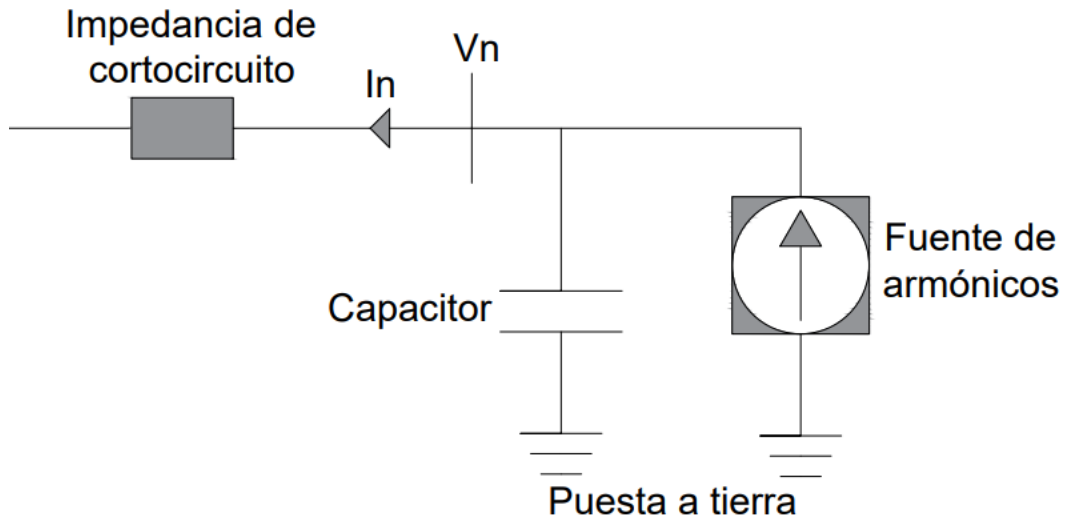 Impedancia de
cortocircuito
In
Vn
Capacitor
Fuente de
armónicos
Puesta a tierra